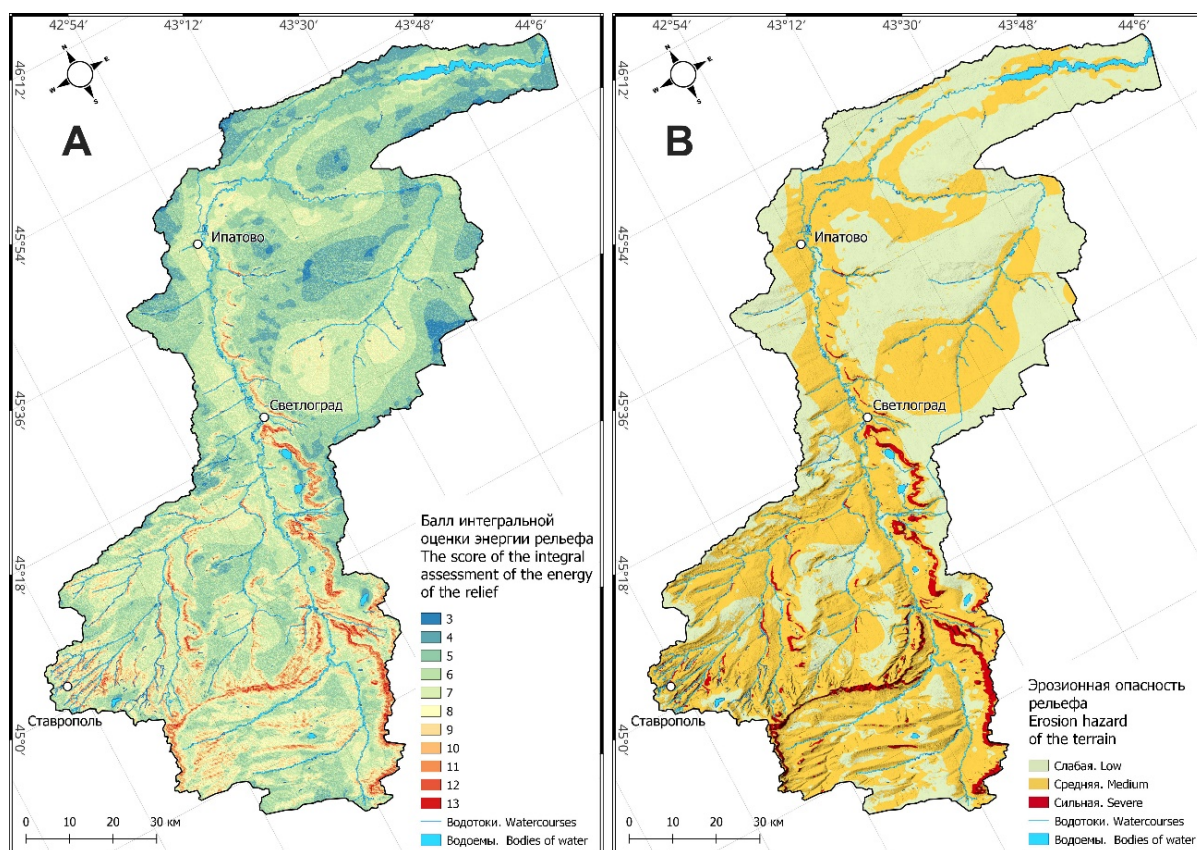 42°54′ 43°12′ 43°30′ 43°48′ 44°6′
N
E
W
S
A
46°12′
45°54′
45°36′
45°18′
45°0′
Ипатово
Светлоград
Ставрополь
Балл интегральной
оценки энергии рельефа
The score of the integral
assessment of the energy
of the relief
3
4
5
6
7
8
9
10
11
12
13
Водотоки. Watercourses
Водоемы. Bodies of water
0 10 20 30 км
42°54′ 43°12′ 43°30′ 43°48′ 44°6′
N
E
W
S
B
46°12′
45°54′
45°36′
45°18′
45°0′
Ипатово
Светлоград
Ставрополь
Эрозионная опасность
рельефа
Erosion hazard
of the terrain
Слабая. Low
Средняя. Medium
Сильная. Severe
Водотоки. Watercourses
Водоемы. Bodies of water
0 10 20 30 км